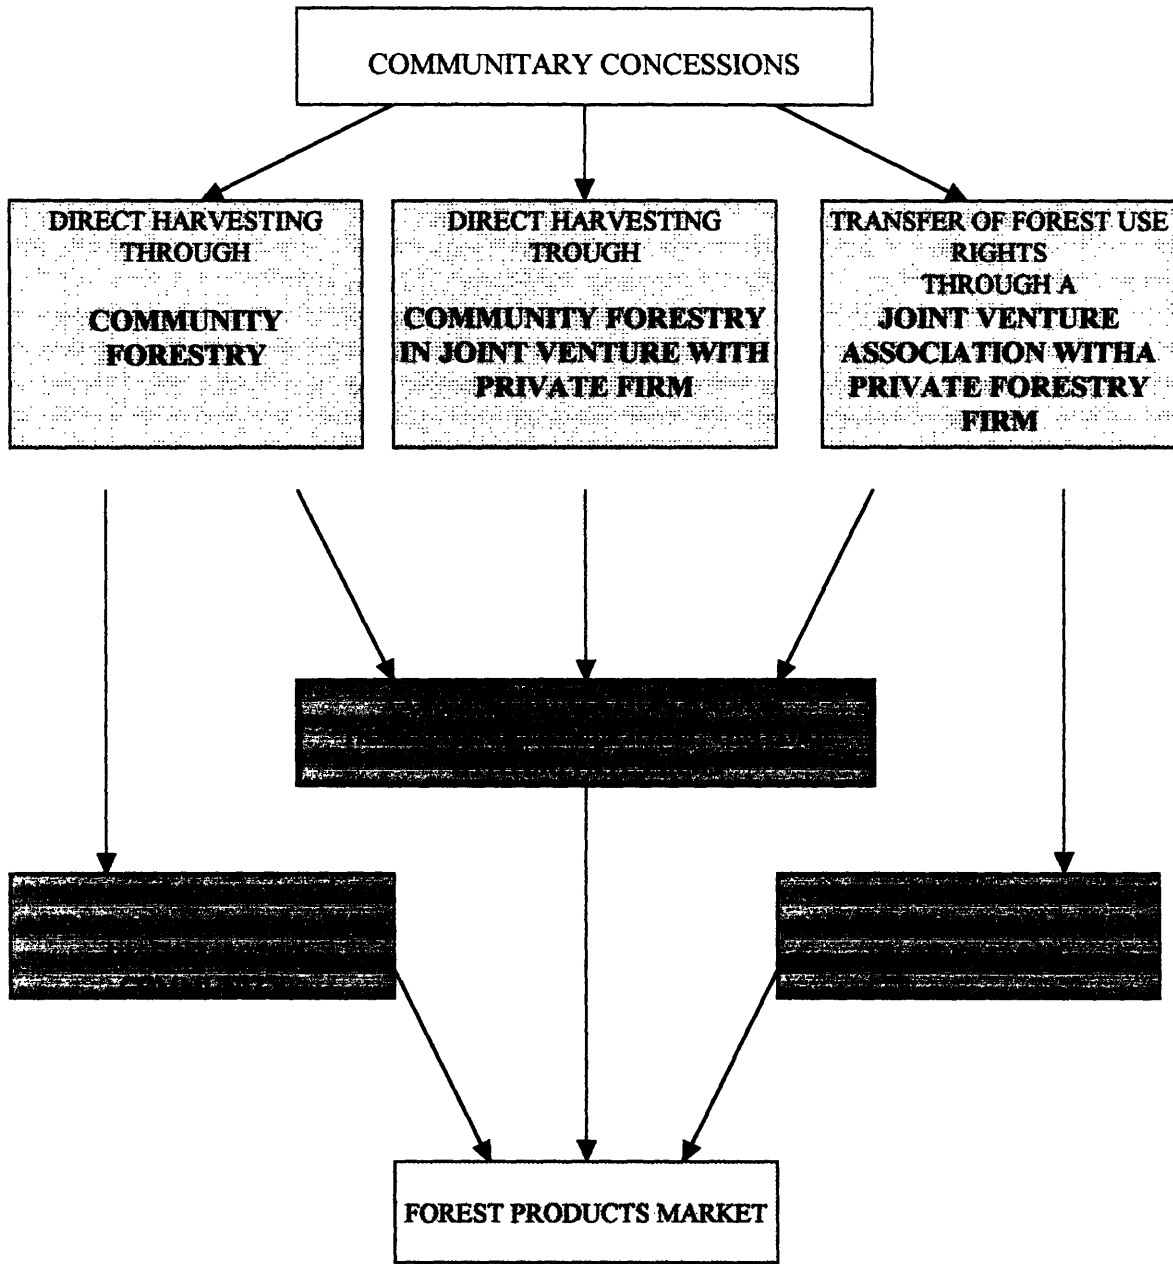 COMMUNITARY CONCESSIONS
DIRECT HARVESTING
THROUGH
COMMUNITY
FORESTRY
DIRECT HARVESTING
TROUGH
COMMUNITY FORESTRY
IN JOINT VENTURE WITH
PRIVATE FIRM
TRANSFER OF FOREST USE
RIGHTS
THROUGH A
JOINT VENTURE
ASSOCIATION WITHA
PRIVATE FORESTRY
FIRM
FOREST PRODUCTS MARKET